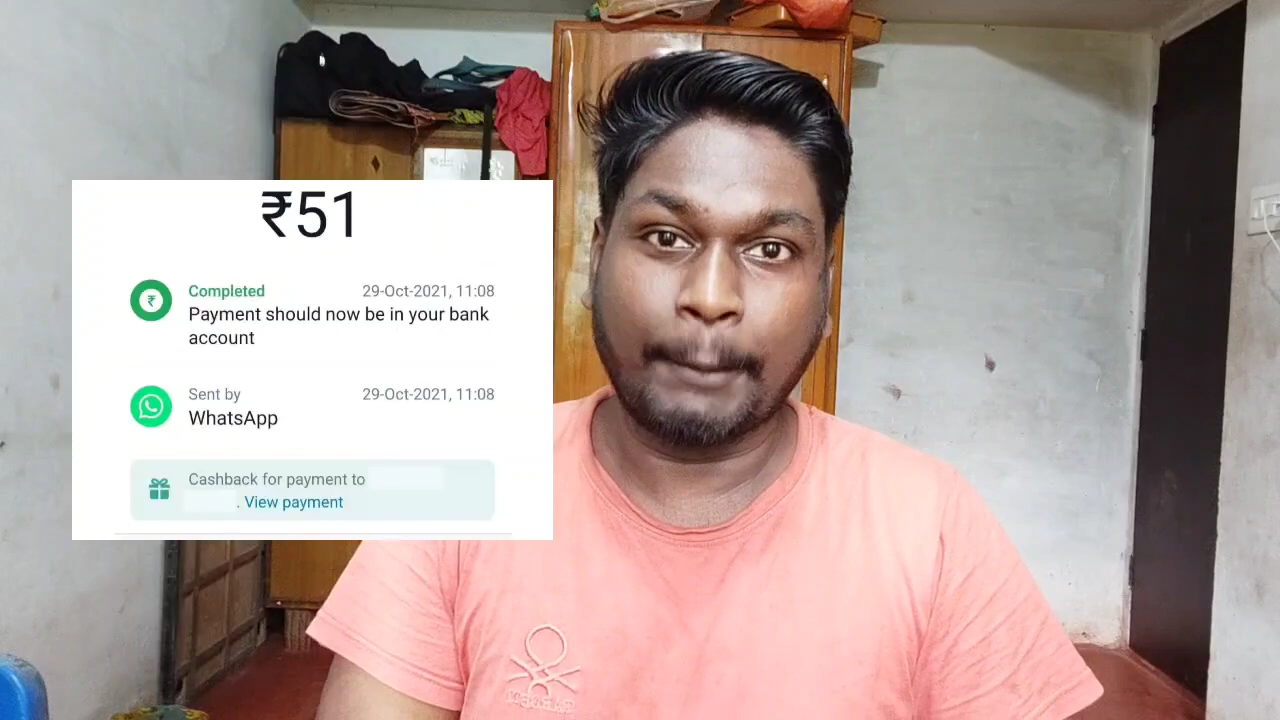 ₹51
Completed 29-Oct-2021, 11:08
Payment should now be in your bank
account
Sent by 29-Oct-2021, 11:08
WhatsApp
Cashback for payment to
. View payment